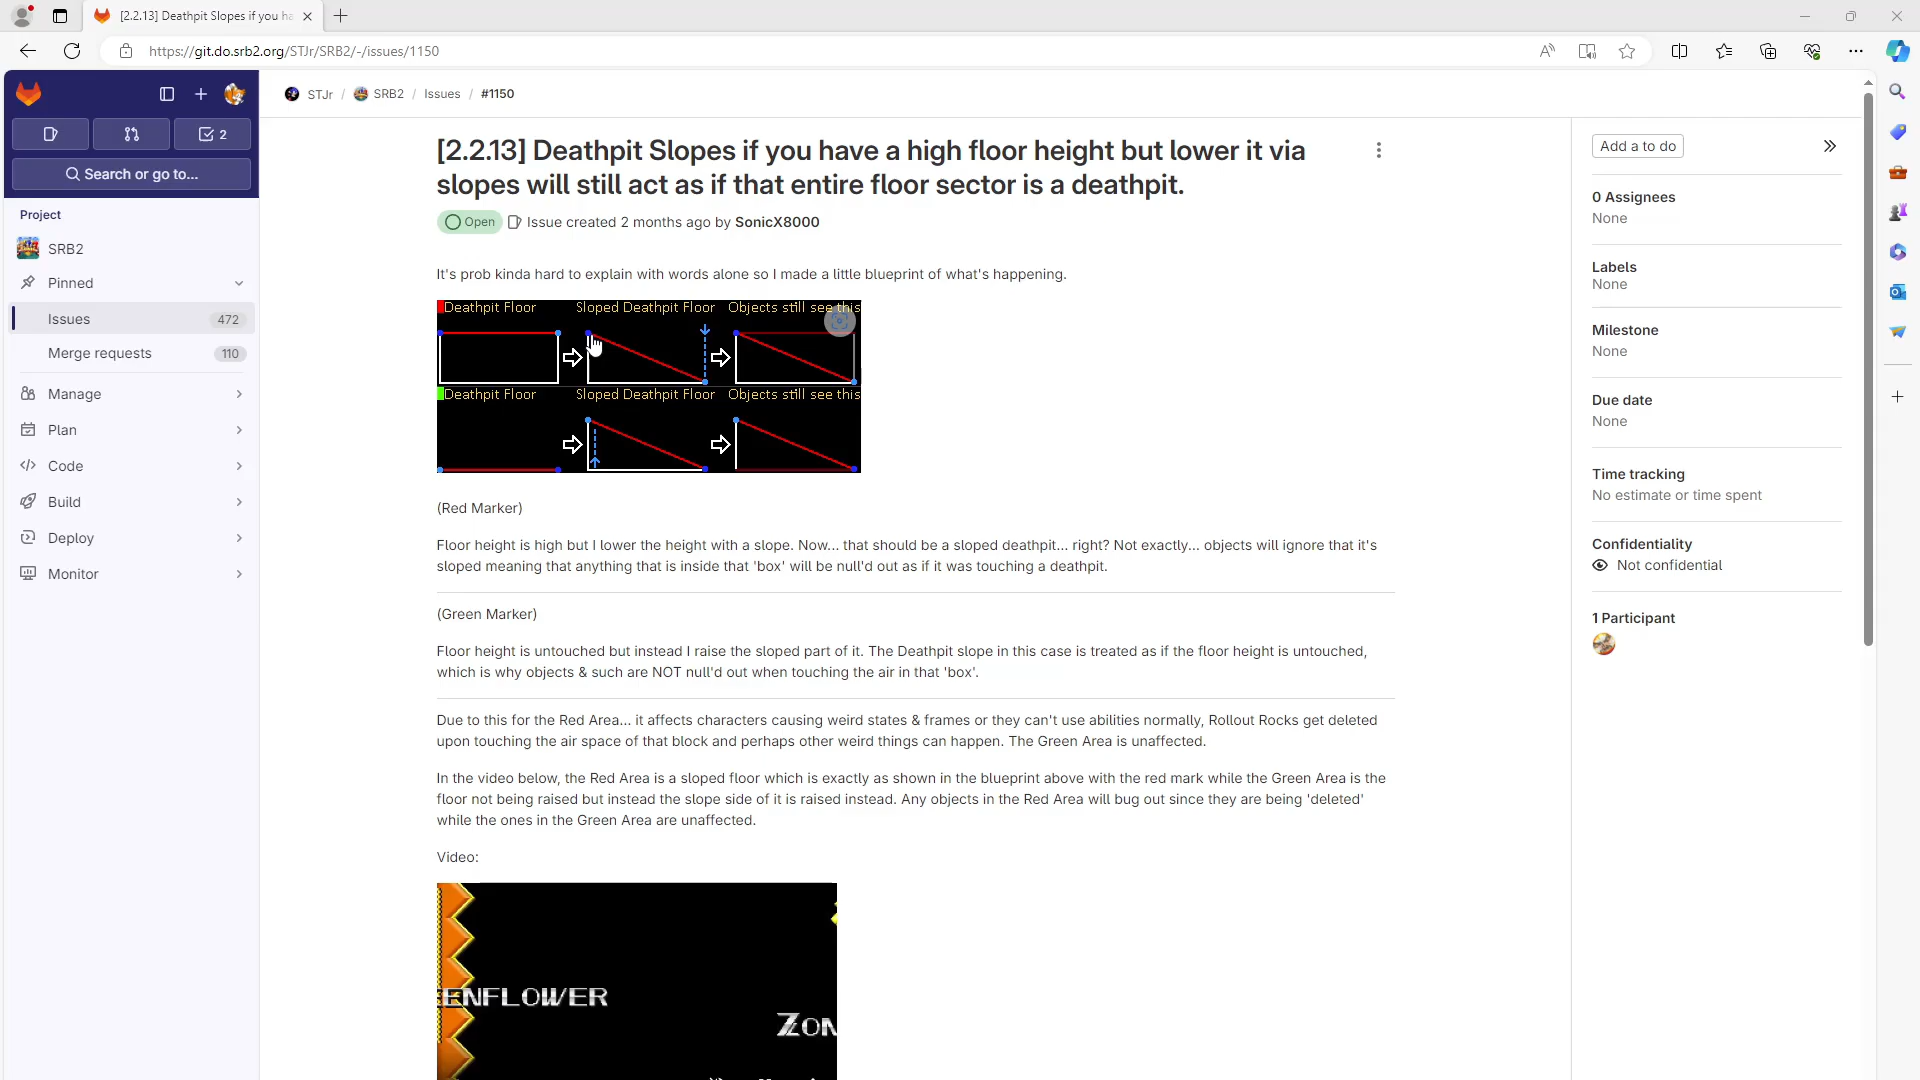 [2.2.13] Deathpit Slopes if you ha
https://git.do.srb2.org/STJr/SRB2/-/issues/1150
2
Search or go to...
Project
SRB2
Pinned
Issues 472
Merge requests 110
Manage
Plan
Code
Build
Deploy
Monitor
STJr / SRB2 / Issues / #1150
[2.2.13] Deathpit Slopes if you have a high floor height but lower it via
slopes will still act as if that entire floor sector is a deathpit.
Open Issue created 2 months ago by SonicX8000
It's prob kinda hard to explain with words alone so I made a little blueprint of what's happening.
Deathpit Floor Sloped Deathpit Floor Objects still see this
Deathpit Floor Sloped Deathpit Floor Objects still see this
(Red Marker)
Floor height is high but I lower the height with a slope. Now... that should be a sloped deathpit... right? Not exactly... objects will ignore that it's
sloped meaning that anything that is inside that 'box' will be null'd out as if it was touching a deathpit.
(Green Marker)
Floor height is untouched but instead I raise the sloped part of it. The Deathpit slope in this case is treated as if the floor height is untouched,
which is why objects & such are NOT null'd out when touching the air in that 'box'.
Due to this for the Red Area... it affects characters causing weird states & frames or they can't use abilities normally, Rollout Rocks get deleted
upon touching the air space of that block and perhaps other weird things can happen. The Green Area is unaffected.
In the video below, the Red Area is a sloped floor which is exactly as shown in the blueprint above with the red mark while the Green Area is the
floor not being raised but instead the slope side of it is raised instead. Any objects in the Red Area will bug out since they are being 'deleted'
while the ones in the Green Area are unaffected.
Video:
ENFLOWER
ZON
Add a to do
0 Assignees
None
Labels
None
Milestone
None
Due date
None
Time tracking
No estimate or time spent
Confidentiality
Not confidential
1 Participant